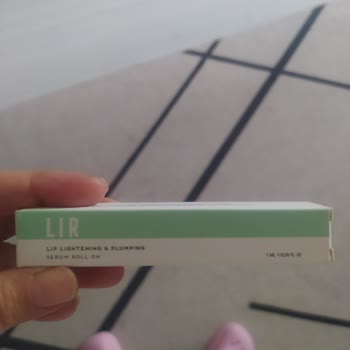 LIR
LIP LIGHTENING & PLUMPING
SERUM ROLL ON